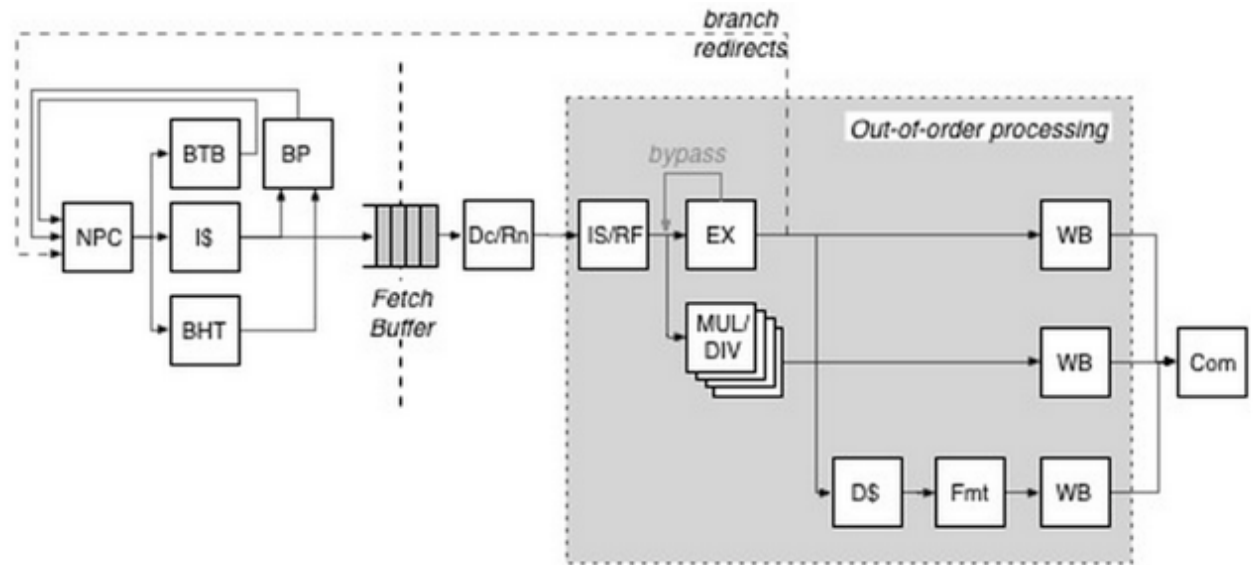 branch
redirects
Out-of-order processing
BTB
BP
bypass
NPC
I$
Dc/Rn
IS/RF
EX
WB
Fetch
Buffer
BHT
MUL/
DIV
WB
Com
D$
Fmt
WB